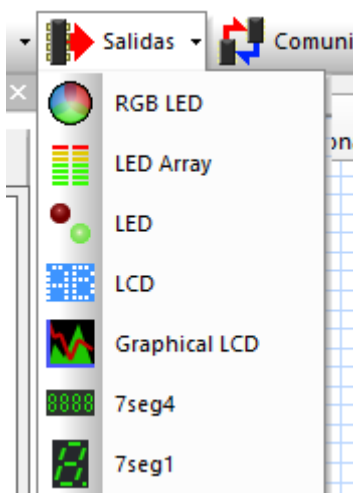 Salidas
Comuni
RGB LED
LED Array
LED
LCD
Graphical LCD
7seg4
7seg1